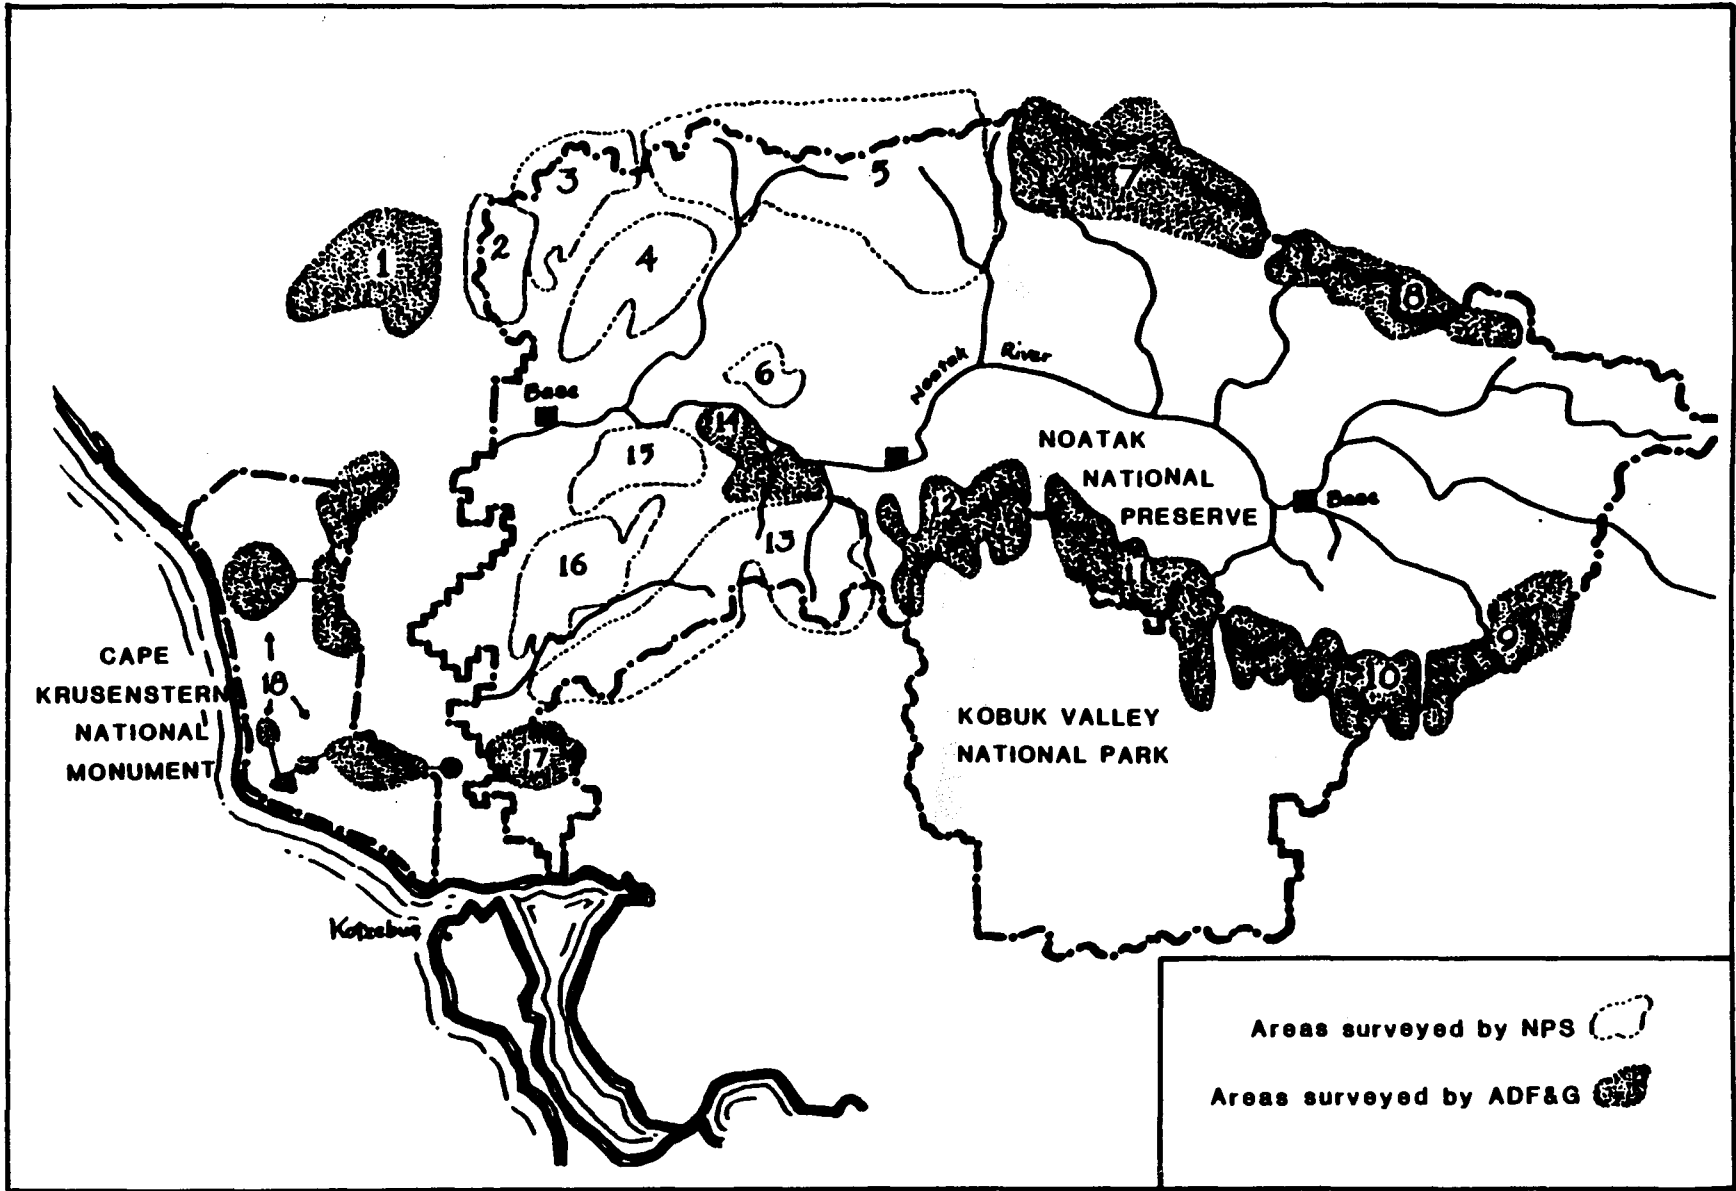 1
2
3
4
5
6
7
8
Base
Noatak River
14
15
NOATAK
NATIONAL
PRESERVE
Base
12
13
16
11
9
10
CAPE
KRUSENSTERN
NATIONAL
MONUMENT
18
17
KOBUK VALLEY
NATIONAL PARK
Kotzebue
Areas surveyed by NPS
Areas surveyed by ADF&G